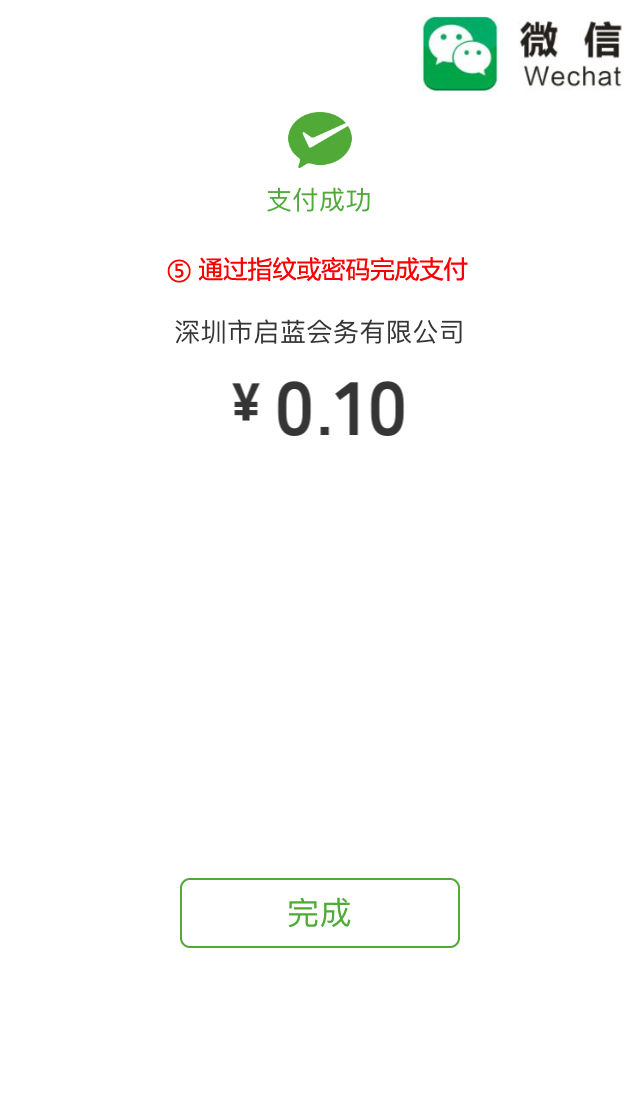 微 信
Wechat
支付成功
⑤ 通过指纹或密码完成支付
深圳市启蓝会务有限公司
¥ 0.10
完成